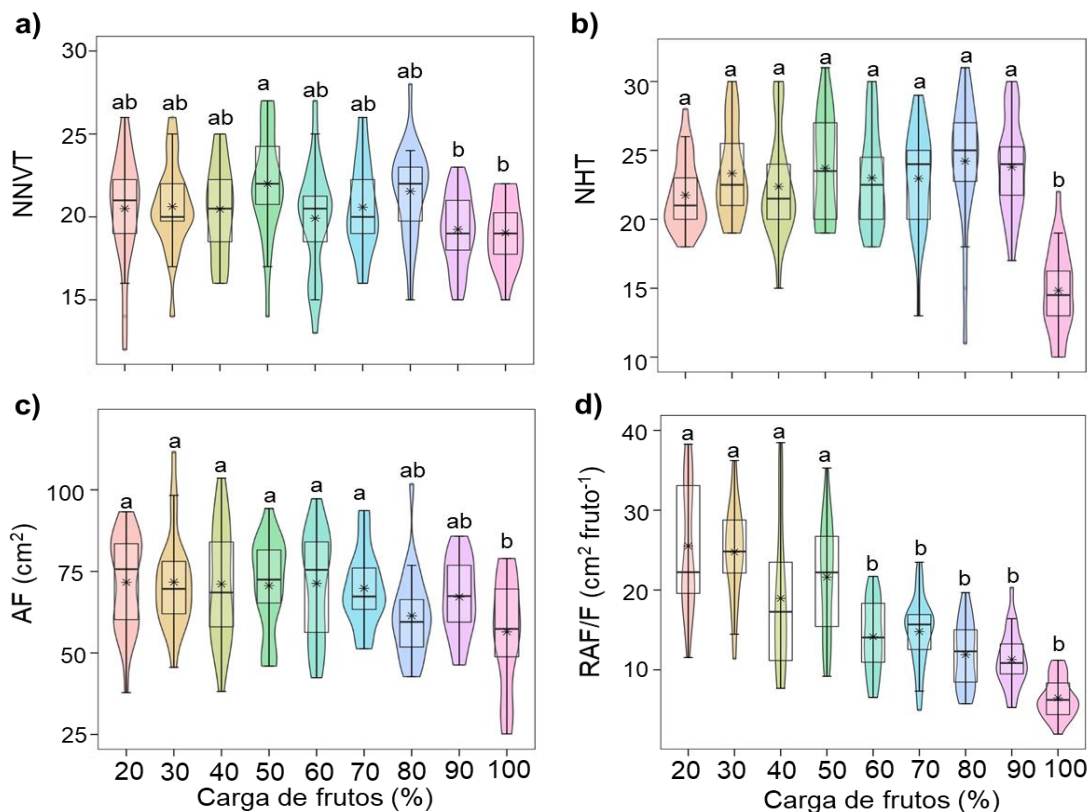 a)
NNVT
30
25
20
15
ab ab ab a ab ab ab b b
b)
NHT
30
25
20
15
10
a a a a a a a a b
c)
AF (cm²)
100
75
50
25
a a a a a a ab ab b
20 30 40 50 60 70 80 90 100
Carga de frutos (%)
d)
RAF/F (cm² fruto⁻¹)
40
30
20
10
a a a a b b b b b
20 30 40 50 60 70 80 90 100
Carga de frutos (%)